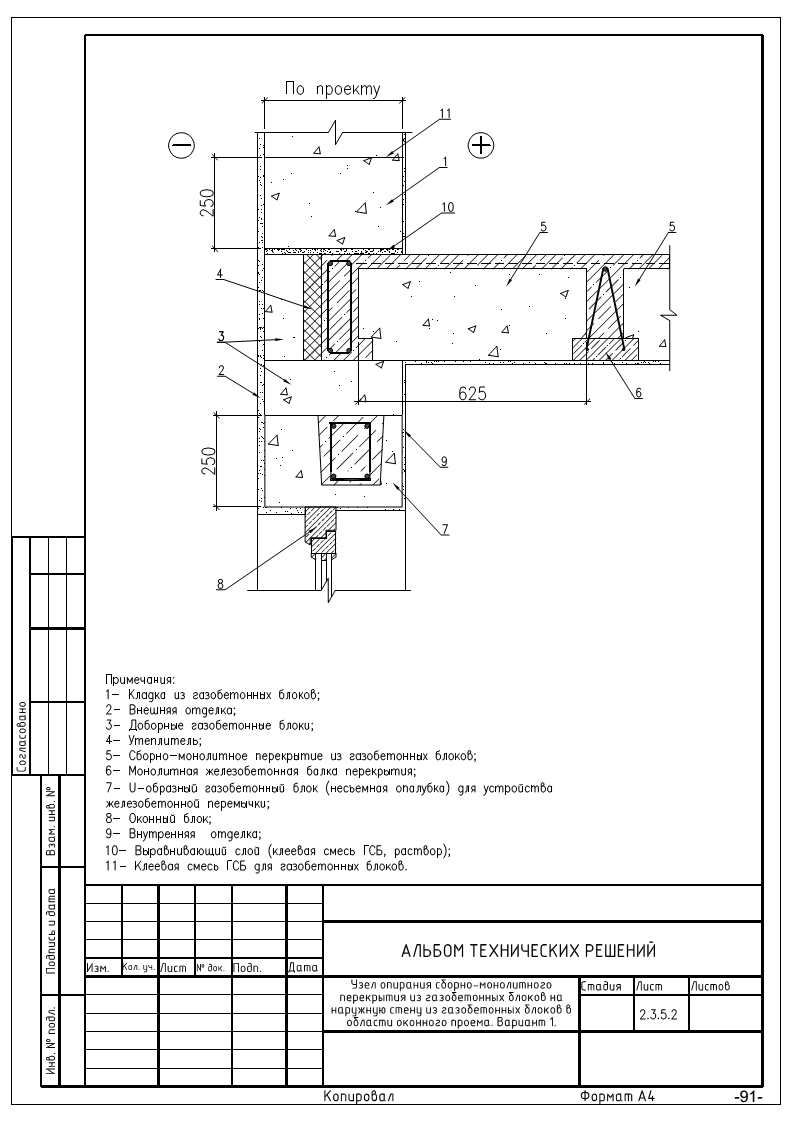 По проекту
11
1
250
10
5
5
4
3
2
625
6
250
9
7
8
Примечания:
1– Кладка из газобетонных блоков;
2– Внешняя отделка;
3– Доборные газобетонные блоки;
4– Утеплитель;
5– Сборно–монолитное перекрытие из газобетонных блоков;
6– Монолитная железобетонная балка перекрытия;
7– U–образный газобетонный блок (несъемная опалубка) для устройства
железобетонной перемычки;
8– Оконный блок;
9– Внутренняя отделка;
10– Выравнивающий слой (клеевая смесь ГСБ, раствор);
11– Клеевая смесь ГСБ для газобетонных блоков.
Согласовано
Взам. инв. №
Подпись и дата
Инв. № подл.
Изм. Кол. уч. Лист № док. Подп. Дата
АЛЬБОМ ТЕХНИЧЕСКИХ РЕШЕНИЙ
Узел опирания сборно–монолитного
перекрытия из газобетонных блоков на
наружную стену из газобетонных блоков в
области оконного проема. Вариант 1.
Стадия Лист Листов
2.3.5.2
Копировал Формат А4 -91-